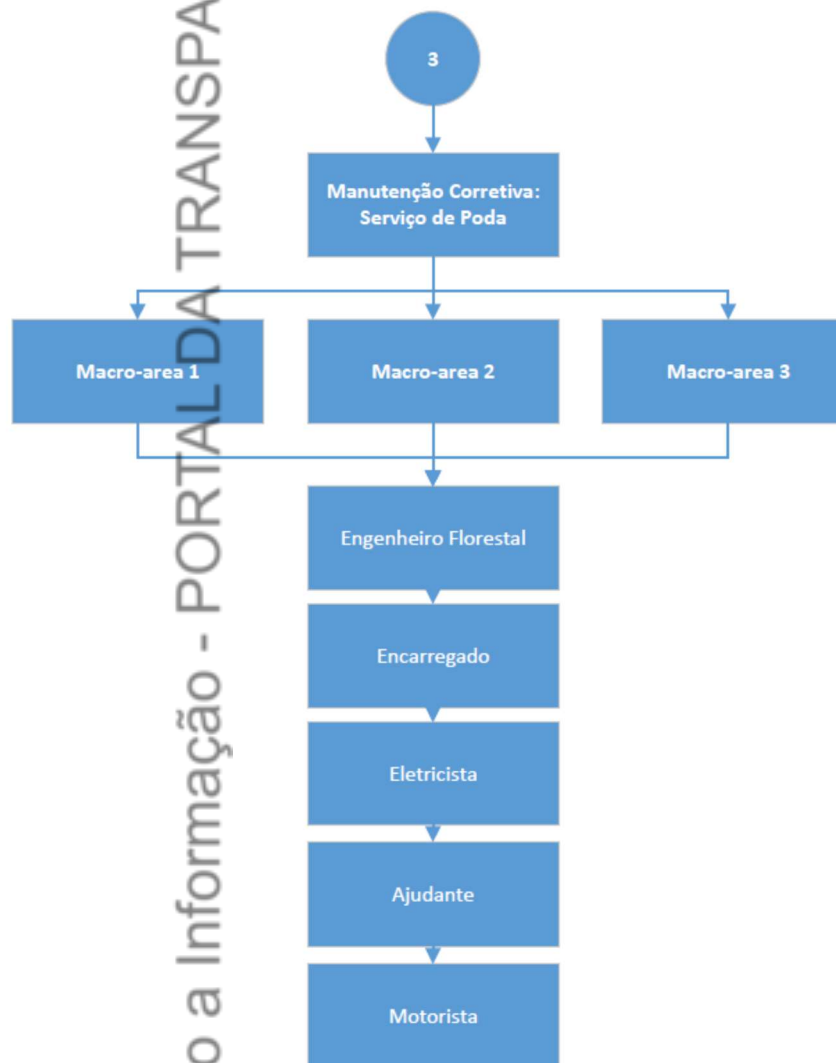 3
Manutenção Corretiva:
Serviço de Poda
Macro-area 1
Macro-area 2
Macro-area 3
Engenheiro Florestal
Encarregado
Eletricista
Ajudante
Motorista
o a Informação - PORTAL DA TRANSPA